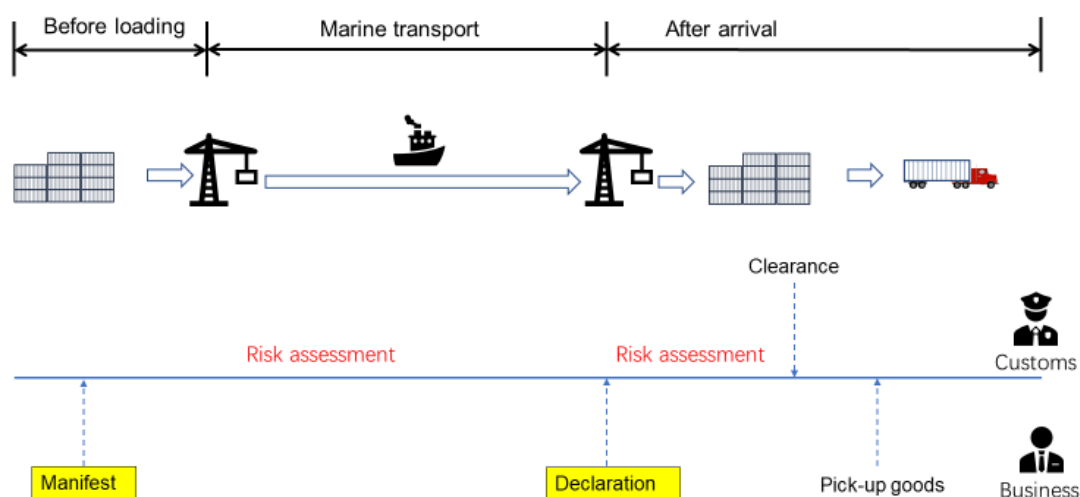 Before loading
Marine transport
After arrival
Clearance
Risk assessment
Risk assessment
Customs
Manifest
Declaration
Pick-up goods
Business